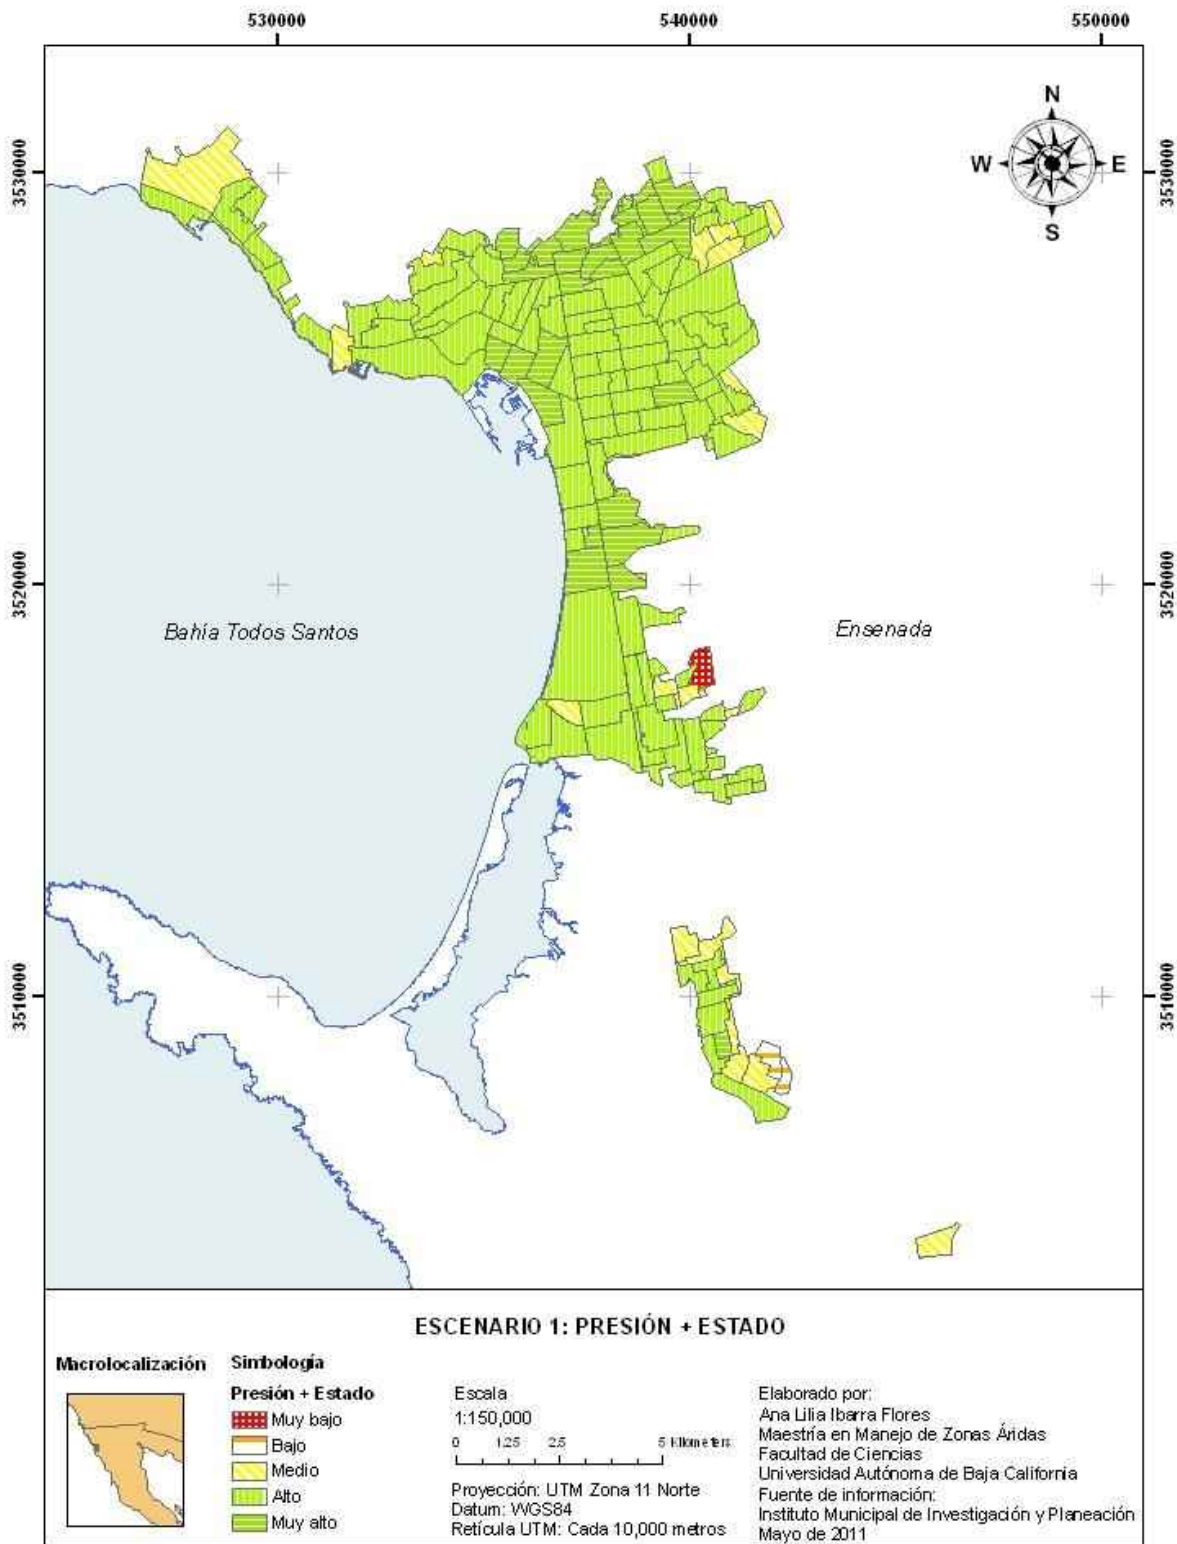 530000
540000
550000
N
W
E
S
3530000
3530000
3520000
3520000
Bahía Todos Santos
Ensenada
3510000
3510000
ESCENARIO 1: PRESIÓN + ESTADO
Macrolocalización
Simbología
Presión + Estado
Muy bajo
Bajo
Medio
Alto
Muy alto
Escala
1:150,000
0 1.25 2.5 5 Kilometers
Proyección: UTM Zona 11 Norte
Datum: WGS84
Retícula UTM: Cada 10,000 metros
Elaborado por:
Ana Lilia Ibarra Flores
Maestría en Manejo de Zonas Áridas
Facultad de Ciencias
Universidad Autónoma de Baja California
Fuente de información:
Instituto Municipal de Investigación y Planeación
Mayo de 2011